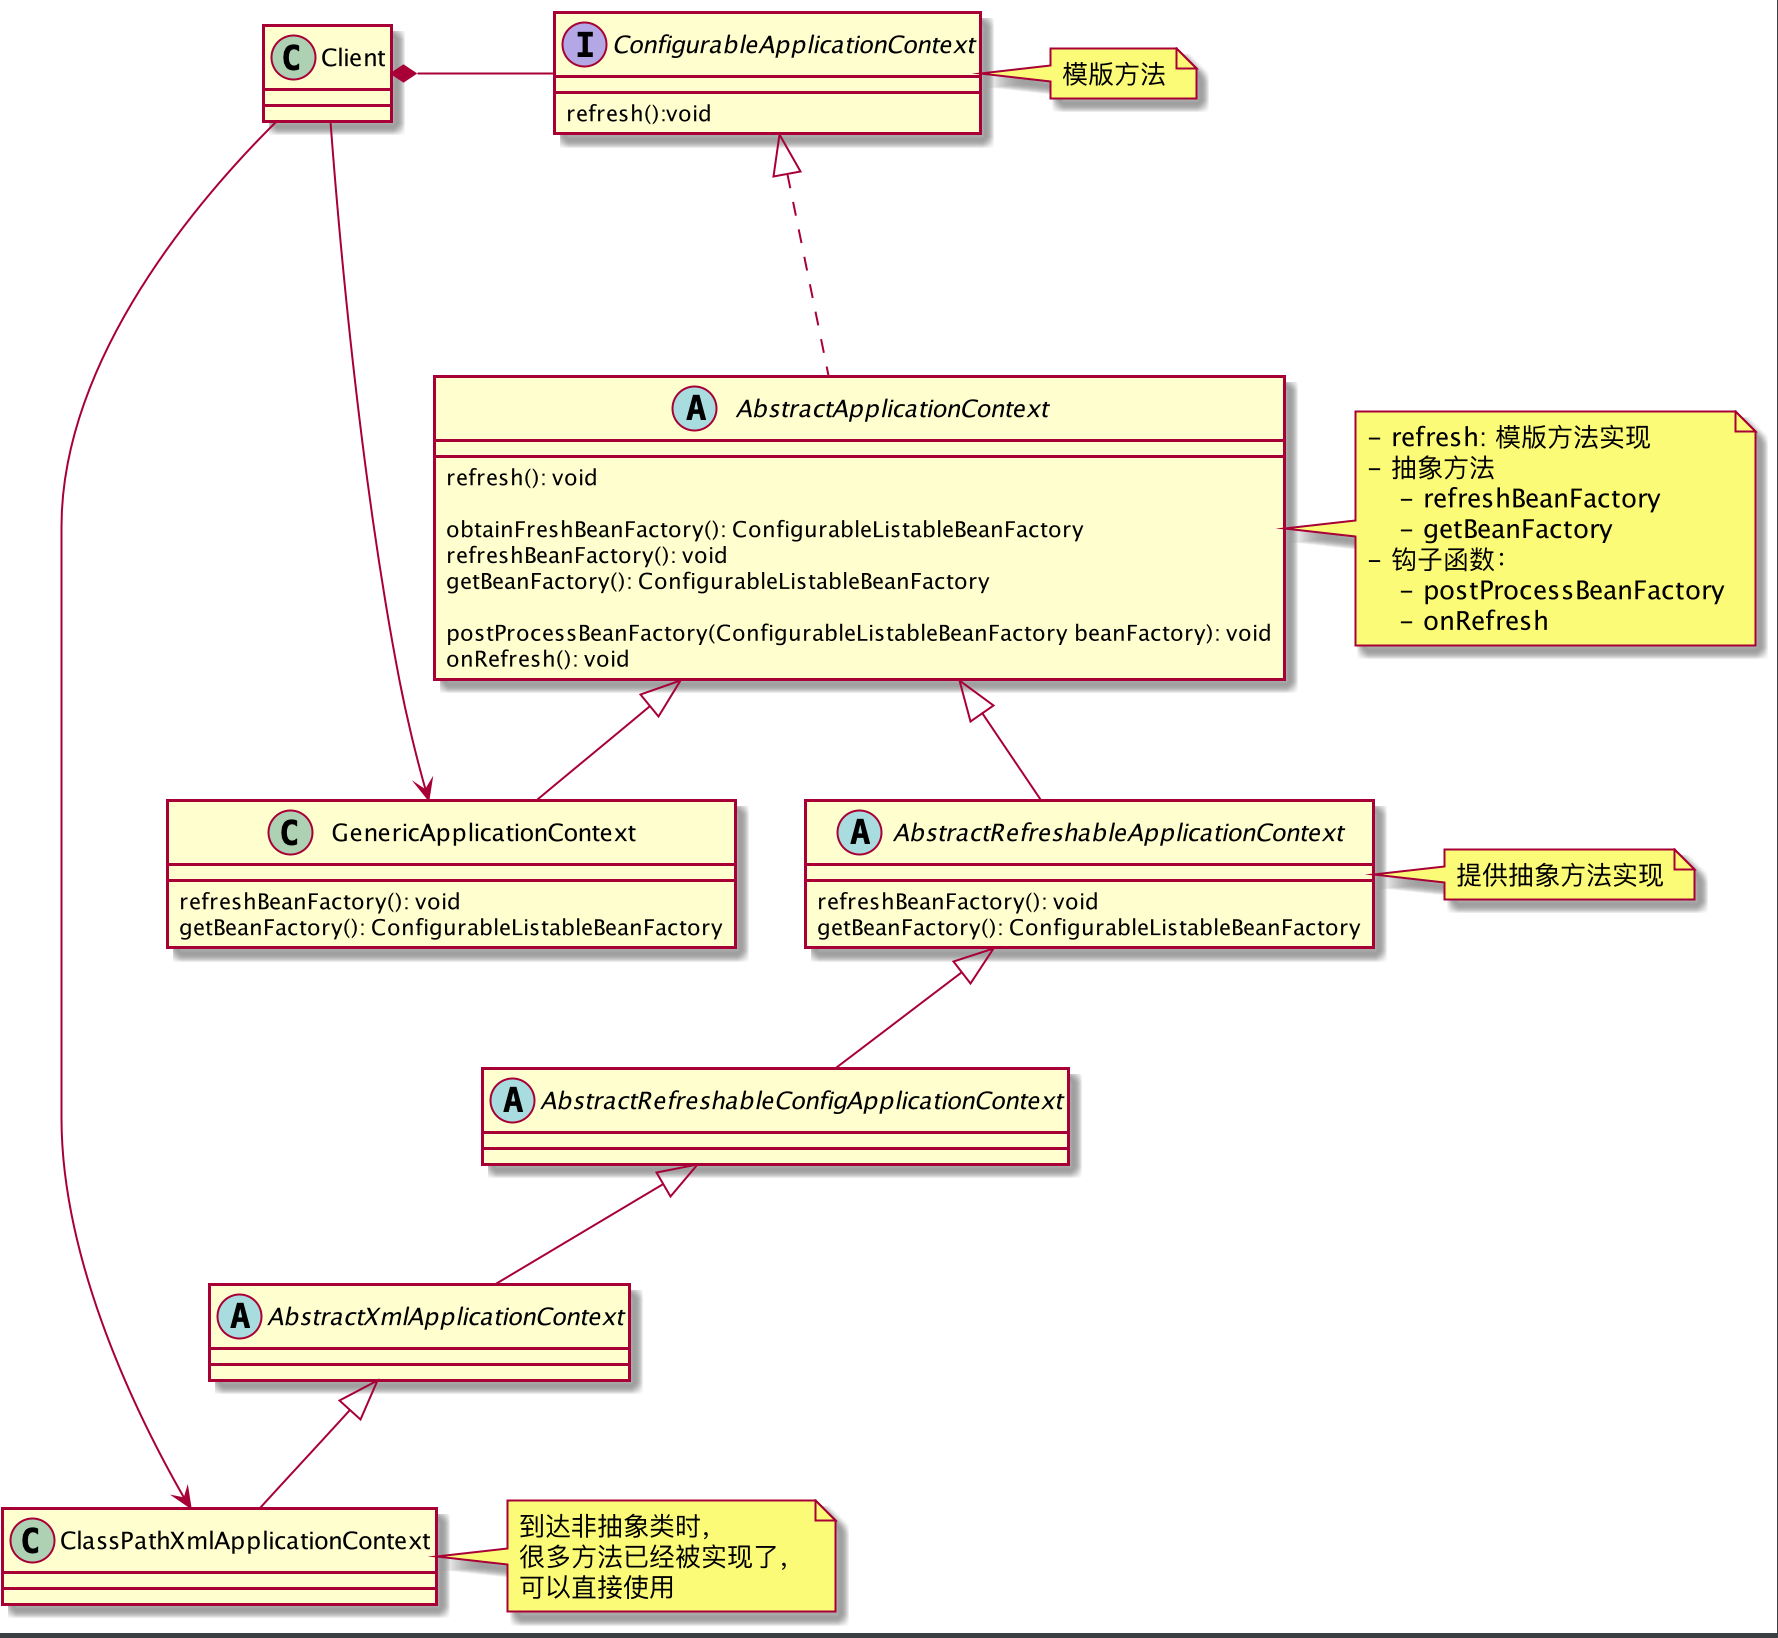 C Client
I ConfigurableApplicationContext
refresh():void
模版方法
A AbstractApplicationContext
refresh(): void
obtainFreshBeanFactory(): ConfigurableListableBeanFactory
refreshBeanFactory(): void
getBeanFactory(): ConfigurableListableBeanFactory
postProcessBeanFactory(ConfigurableListableBeanFactory beanFactory): void
onRefresh(): void
- refresh: 模版方法实现
- 抽象方法
- refreshBeanFactory
- getBeanFactory
- 钩子函数：
- postProcessBeanFactory
- onRefresh
C GenericApplicationContext
refreshBeanFactory(): void
getBeanFactory(): ConfigurableListableBeanFactory
A AbstractRefreshableApplicationContext
refreshBeanFactory(): void
getBeanFactory(): ConfigurableListableBeanFactory
提供抽象方法实现
A AbstractRefreshableConfigApplicationContext
A AbstractXmlApplicationContext
C ClassPathXmlApplicationContext
到达非抽象类时，
很多方法已经被实现了，
可以直接使用